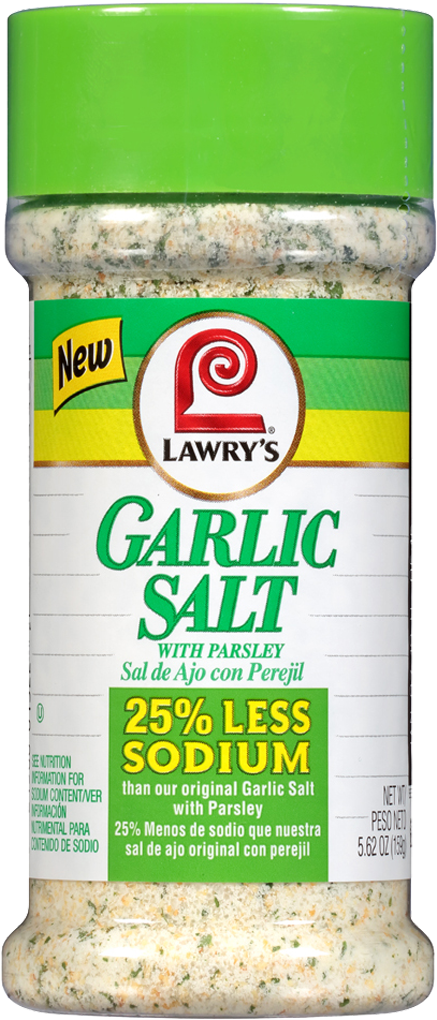 New
LAWRY'S®
GARLIC
SALT
WITH PARSLEY
Sal de Ajo con Perejil
25% LESS
SODIUM
than our original Garlic Salt
with Parsley
25% Menos de sodio que nuestra
sal de ajo original con perejil
U
SEE NUTRITION
INFORMATION FOR
SODIUM CONTENT/VER
INFORMACIÓN
NUTRIMENTAL PARA
CONTENIDO DE SODIO
NET WT
PESO NETO
5.62 OZ (159g)